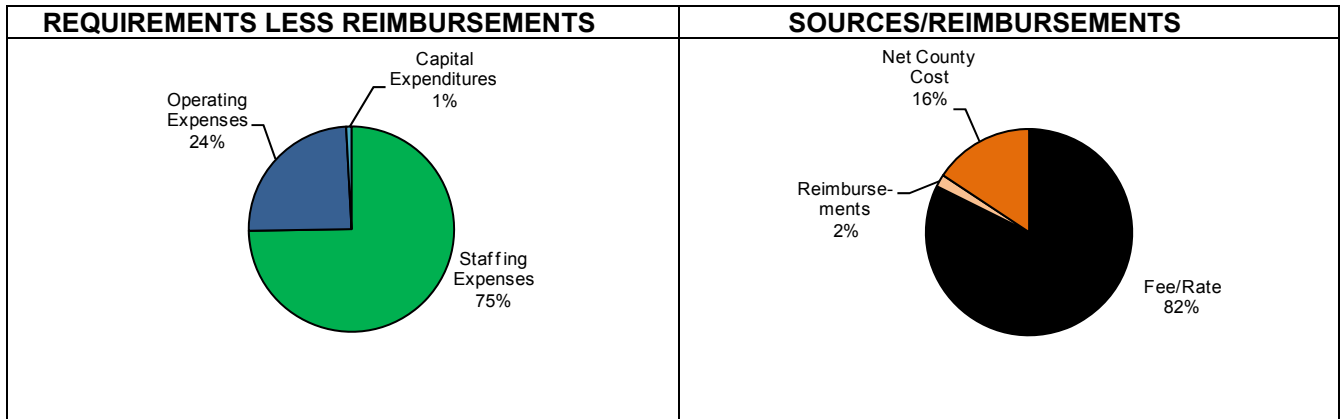 REQUIREMENTS LESS REIMBURSEMENTS
Capital
Expenditures
1%
Operating
Expenses
24%
Staffing
Expenses
75%
SOURCES/REIMBURSEMENTS
Net County
Cost
16%
Reimburse-
ments
2%
Fee/Rate
82%